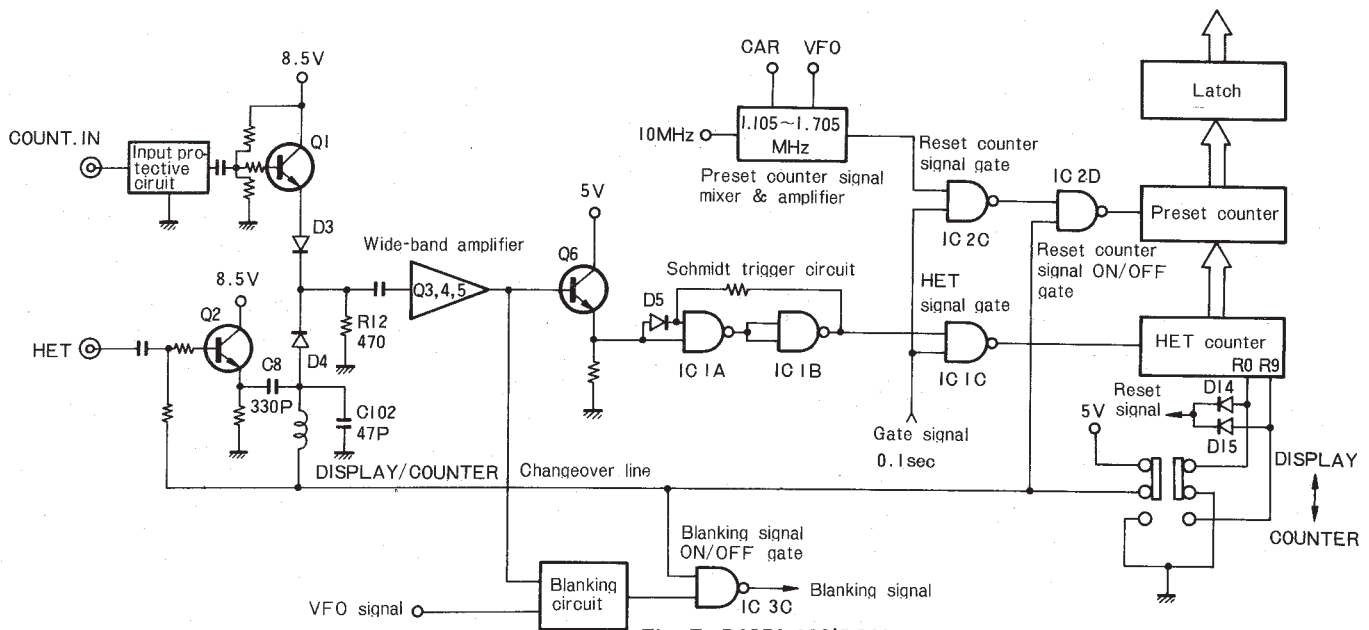 CAR VFO
8.5V
COUNT. IN
Q1
Input pro-
tective
ciruit
10MHz
1.105~1.705
MHz
Preset counter signal
mixer & amplifier
Reset counter
signal gate
Latch
IC 2D
Preset counter
IC 2C
Reset counter
signal ON/OFF
gate
5V
D3
Wide-band amplifier
Q6
Schmidt trigger circuit
HET
signal gate
8.5V
Q3,4,5
Q2
D5
R12
470
HET
D4
C8
330P
IC 1A
IC 1B
IC 1C
HET counter
R0 R9
C102
47P
Reset
signal
D14
D15
5V
Gate signal
0.1sec
DISPLAY/COUNTER Changeover line
DISPLAY
COUNTER
Blanking signal
ON/OFF gate
Blanking
circuit
Blanking signal
VFO signal
IC 3C